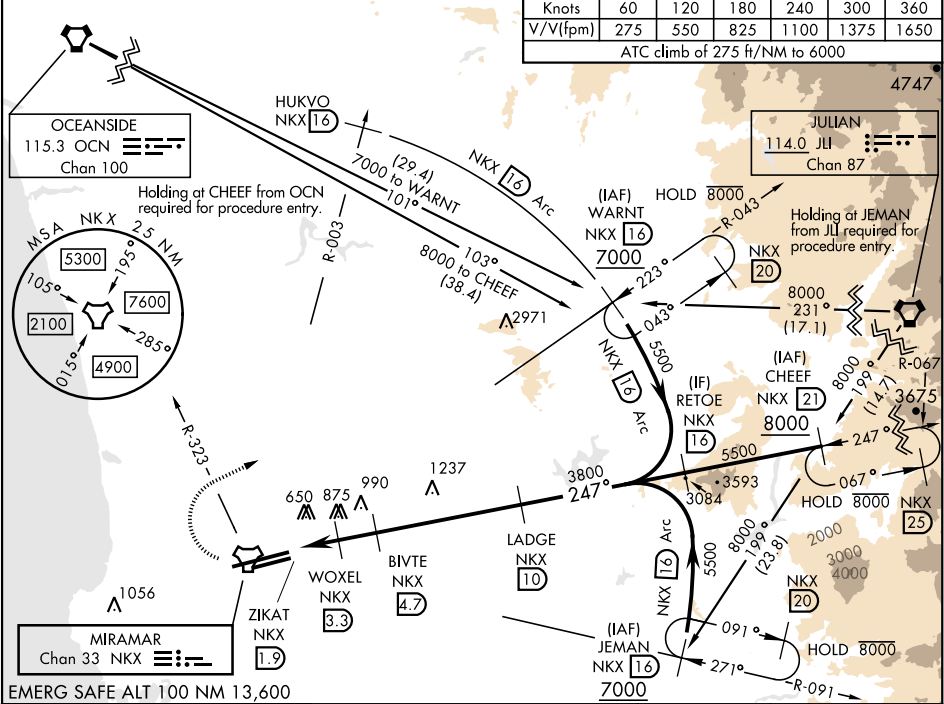 Knots 60 120 180 240 300 360
V/V(fpm) 275 550 825 1100 1375 1650
ATC climb of 275 ft/NM to 6000
4747
OCEANSIDE
115.3 OCN
Chan 100
HUKVO
NKX 16
JULIAN
114.0 JLI
Chan 87
Holding at CHEEF from OCN
required for procedure entry.
(29.4)
7000 to WARNT
101°
NKX 16 Arc
R-003
103°
8000 to CHEEF
(38.4)
(IAF)
WARNT
NKX 16
7000
HOLD 8000
R-043
Holding at JEMAN
from JLI required for
procedure entry.
NKX
20
223°
043°
MSA NKX 25 NM
195°
5300
105°
7600
2100
285°
015°
4900
2971
8000
231°
(17.1)
NKX 16 Arc
5500
(IAF)
CHEEF
NKX 21
8000
8000
199°
(14.7)
R-067
3675
(IF)
RETOE
NKX
16
5500
247°
067°
HOLD 8000
NKX
25
R-323
650
875
990
1237
3800
247°
3593
3084
8000
199°
(23.8)
2000
3000
4000
LADGE
NKX
10
BIVTE
NKX
4.7
WOXEL
NKX
3.3
ZIKAT
NKX
1.9
NKX 16 Arc
5500
1056
MIRAMAR
Chan 33 NKX
(IAF)
JEMAN
NKX 16
7000
091°
271°
NKX
20
HOLD 8000
R-091
EMERG SAFE ALT 100 NM 13,600